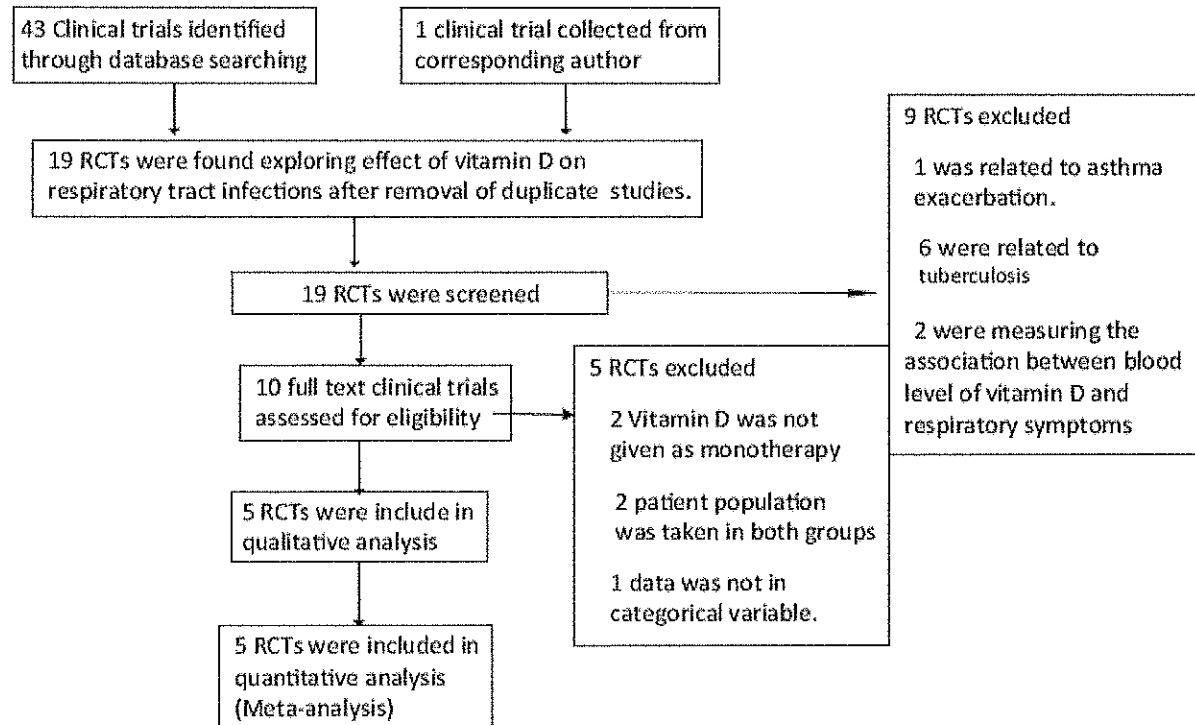 43 Clinical trials identified
through database searching
1 clinical trial collected from
corresponding author
19 RCTs were found exploring effect of vitamin D on
respiratory tract infections after removal of duplicate studies.
19 RCTs were screened
9 RCTs excluded
1 was related to asthma
exacerbation.
6 were related to
tuberculosis
2 were measuring the
association between blood
level of vitamin D and
respiratory symptoms
10 full text clinical trials
assessed for eligibility
5 RCTs excluded
2 Vitamin D was not
given as monotherapy
2 patient population
was taken in both groups
1 data was not in
categorical variable.
5 RCTs were include in
qualitative analysis
5 RCTs were included in
quantitative analysis
(Meta-analysis)